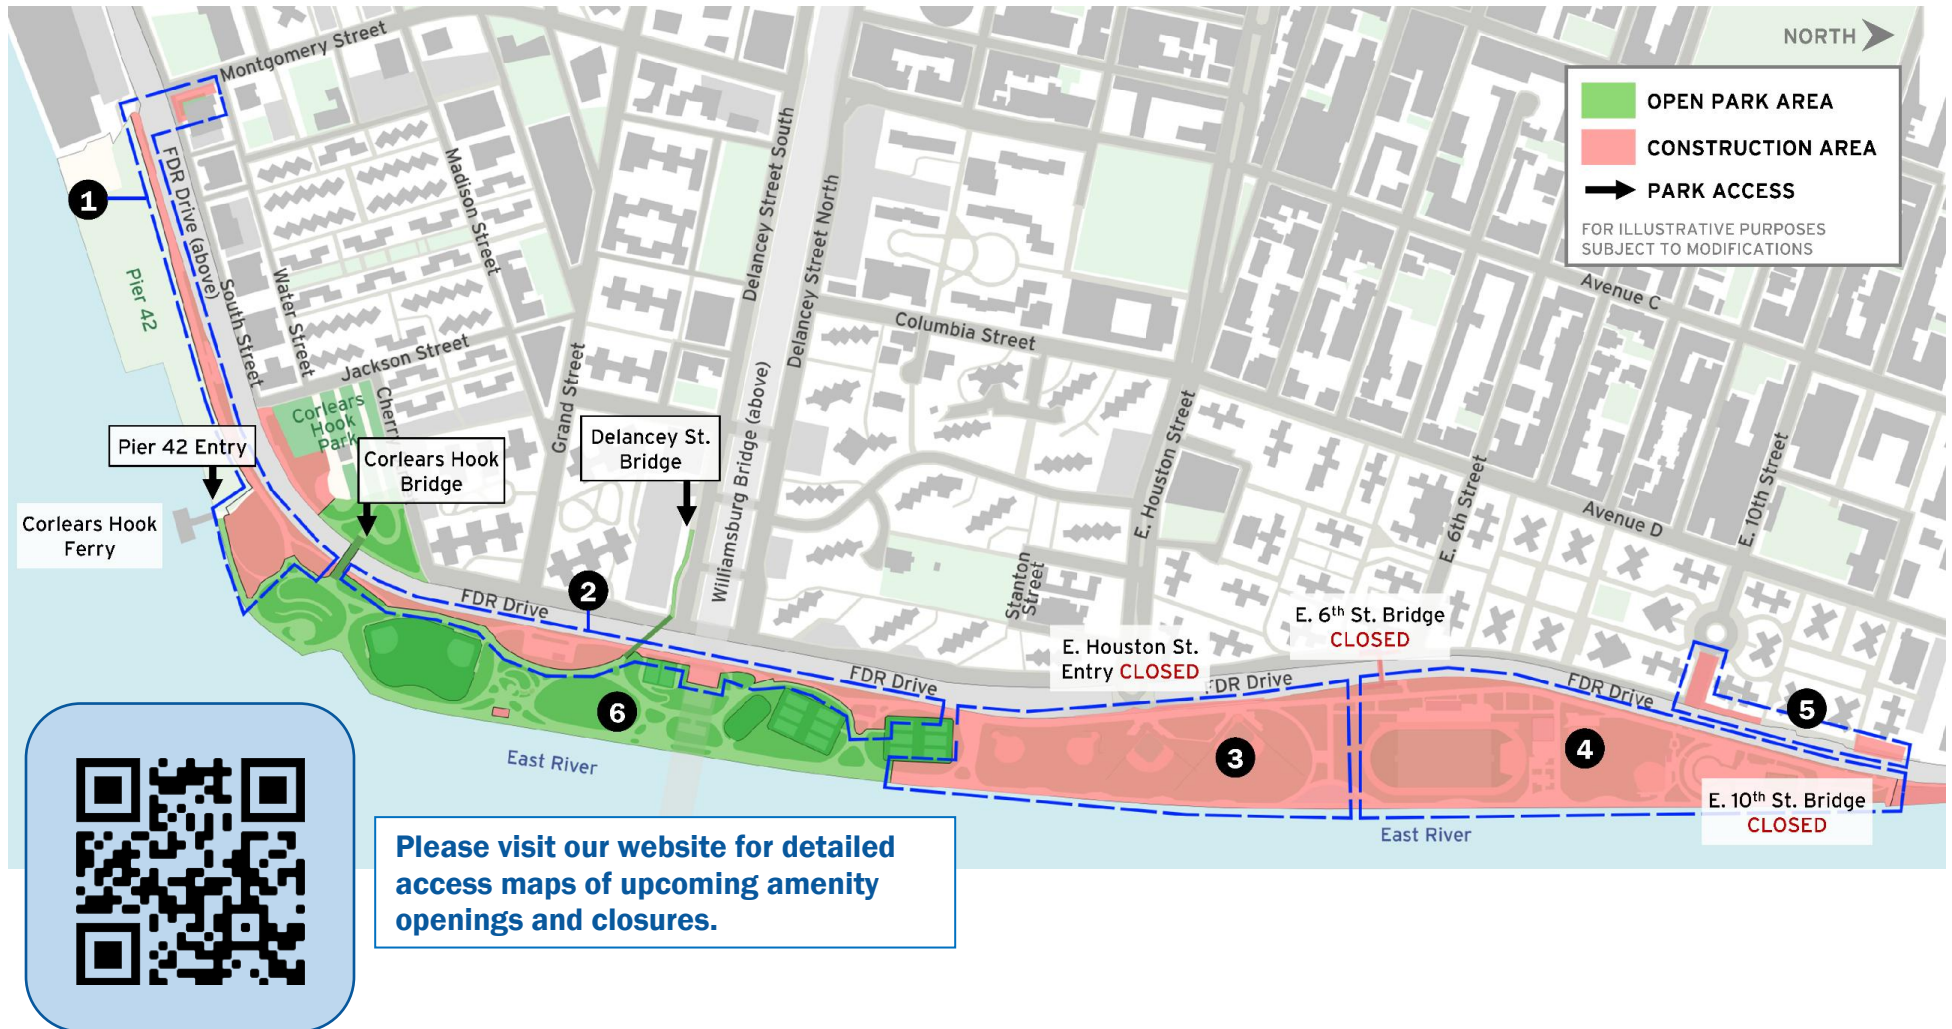 NORTH
OPEN PARK AREA
CONSTRUCTION AREA
PARK ACCESS
FOR ILLUSTRATIVE PURPOSES
SUBJECT TO MODIFICATIONS
Montgomery Street
FDR Drive (above)
South Street
Water Street
Madison Street
Jackson Street
Cherry
Corlears
Hook
Park
Pier 42
1
Pier 42 Entry
Corlears Hook
Ferry
Corlears Hook
Bridge
Grand Street
Delancey St.
Bridge
Delancey Street South
Delancey Street North
Williamsburg Bridge (above)
Columbia Street
E. Houston Street
Stanton
Street
Avenue C
Avenue D
E. 6th Street
E. 10th Street
FDR Drive
2
FDR Drive
E. Houston St.
Entry CLOSED
FDR Drive
E. 6th St. Bridge
CLOSED
FDR Drive
5
6
3
4
E. 10th St. Bridge
CLOSED
East River
East River
Please visit our website for detailed
access maps of upcoming amenity
openings and closures.